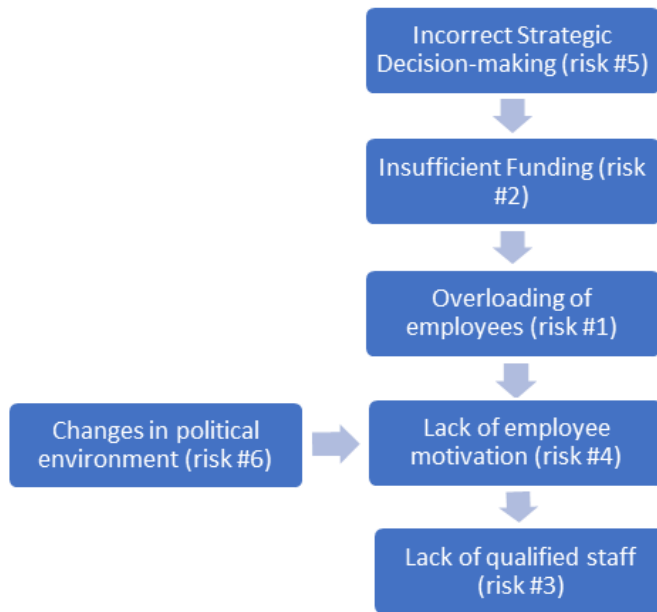 Incorrect Strategic
Decision-making (risk #5)
Insufficient Funding (risk
#2)
Overloading of
employees (risk #1)
Changes in political
environment (risk #6)
Lack of employee
motivation (risk #4)
Lack of qualified staff
(risk #3)